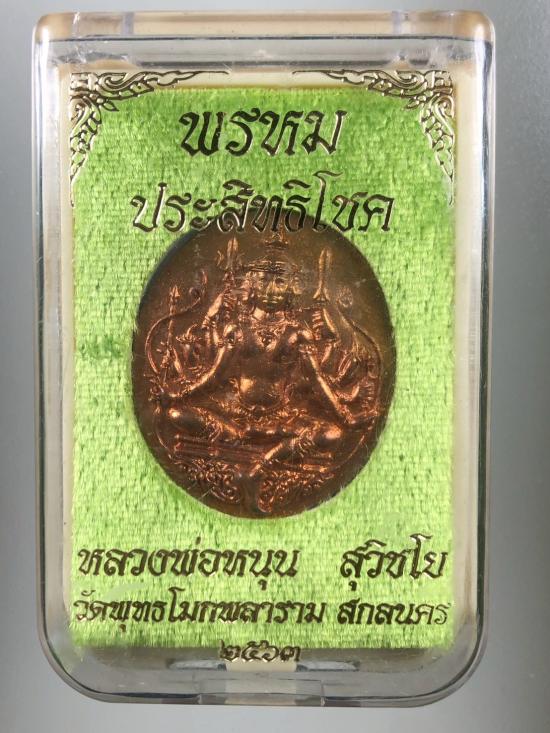 พรหม
ประสิทธิโชค
หลวงพ่อหนุน สุวิชโย
วัดพุทธโมกพลาราม สกลนคร
๒๕๖๓